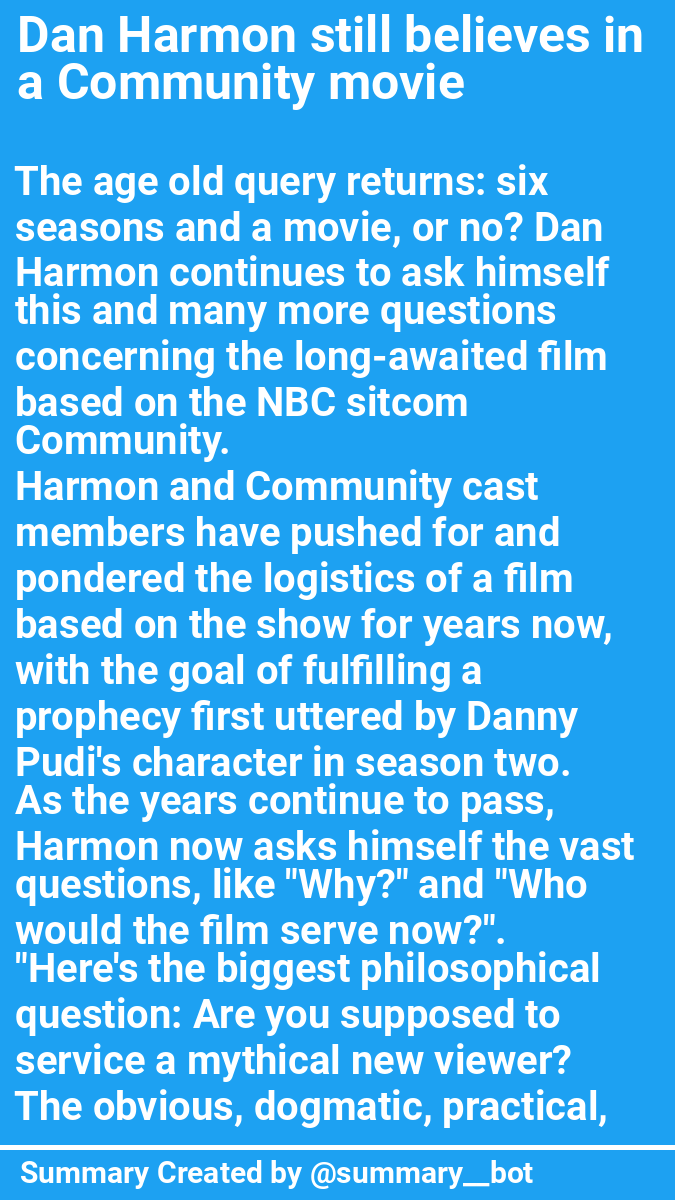 Dan Harmon still believes in
a Community movie
The age old query returns: six
seasons and a movie, or no? Dan
Harmon continues to ask himself
this and many more questions
concerning the long-awaited film
based on the NBC sitcom
Community.
Harmon and Community cast
members have pushed for and
pondered the logistics of a film
based on the show for years now,
with the goal of fulfilling a
prophecy first uttered by Danny
Pudi's character in season two.
As the years continue to pass,
Harmon now asks himself the vast
questions, like "Why?" and "Who
would the film serve now?".
"Here's the biggest philosophical
question: Are you supposed to
service a mythical new viewer?
The obvious, dogmatic, practical,
Summary Created by @summary__bot